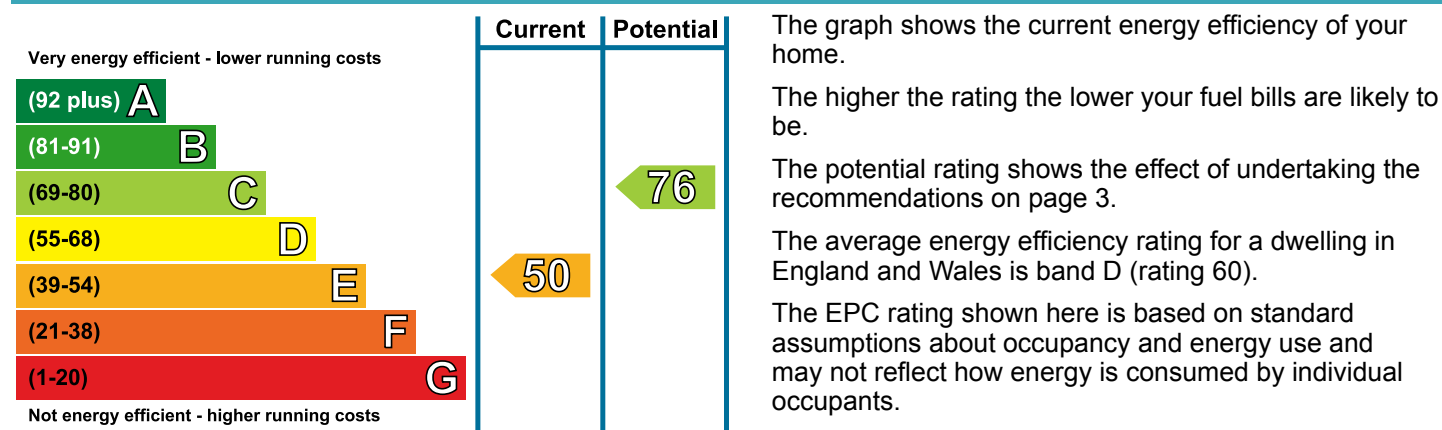 Current Potential
Very energy efficient - lower running costs
(92 plus) A
(81-91) B
(69-80) C
76
(55-68) D
(39-54) E
50
(21-38) F
(1-20) G
Not energy efficient - higher running costs
The graph shows the current energy efficiency of your
home.
The higher the rating the lower your fuel bills are likely to
be.
The potential rating shows the effect of undertaking the
recommendations on page 3.
The average energy efficiency rating for a dwelling in
England and Wales is band D (rating 60).
The EPC rating shown here is based on standard
assumptions about occupancy and energy use and
may not reflect how energy is consumed by individual
occupants.